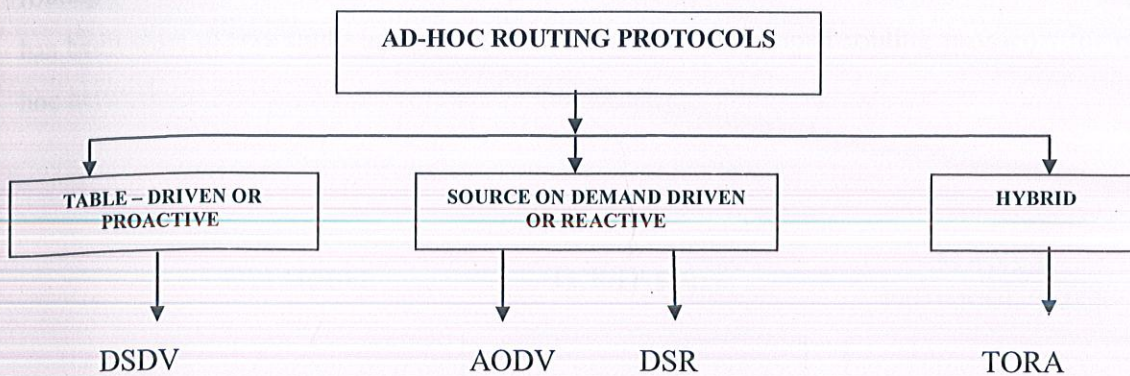 AD-HOC ROUTING PROTOCOLS
TABLE – DRIVEN OR
PROACTIVE
SOURCE ON DEMAND DRIVEN
OR REACTIVE
HYBRID
DSDV
AODV
DSR
TORA